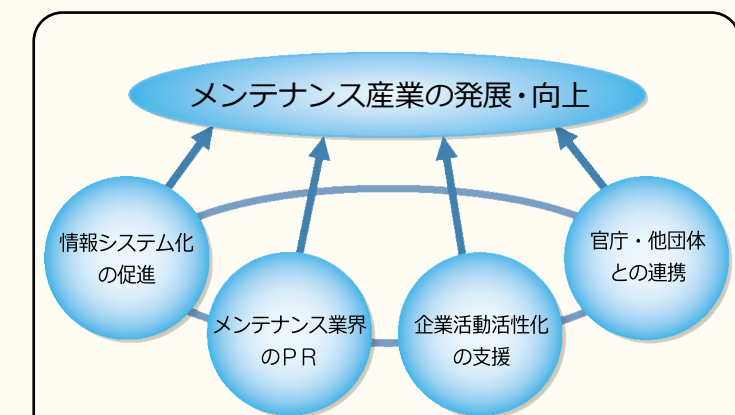 メンテナンス産業の発展・向上
情報システム化
の促進
メンテナンス業界
のＰＲ
企業活動活性化
の支援
官庁・他団体
との連携